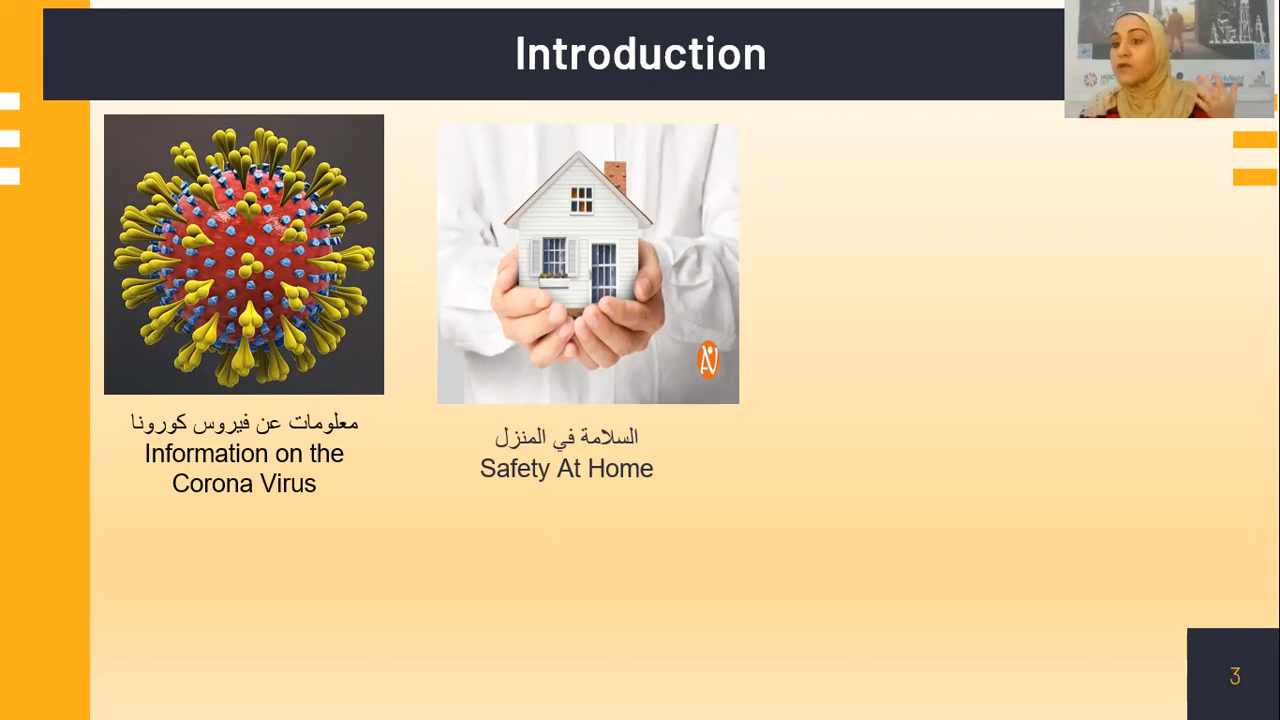 Introduction
معلومات عن فيروس كورونا
Information on the
Corona Virus
السلامة في المنزل
Safety At Home
3